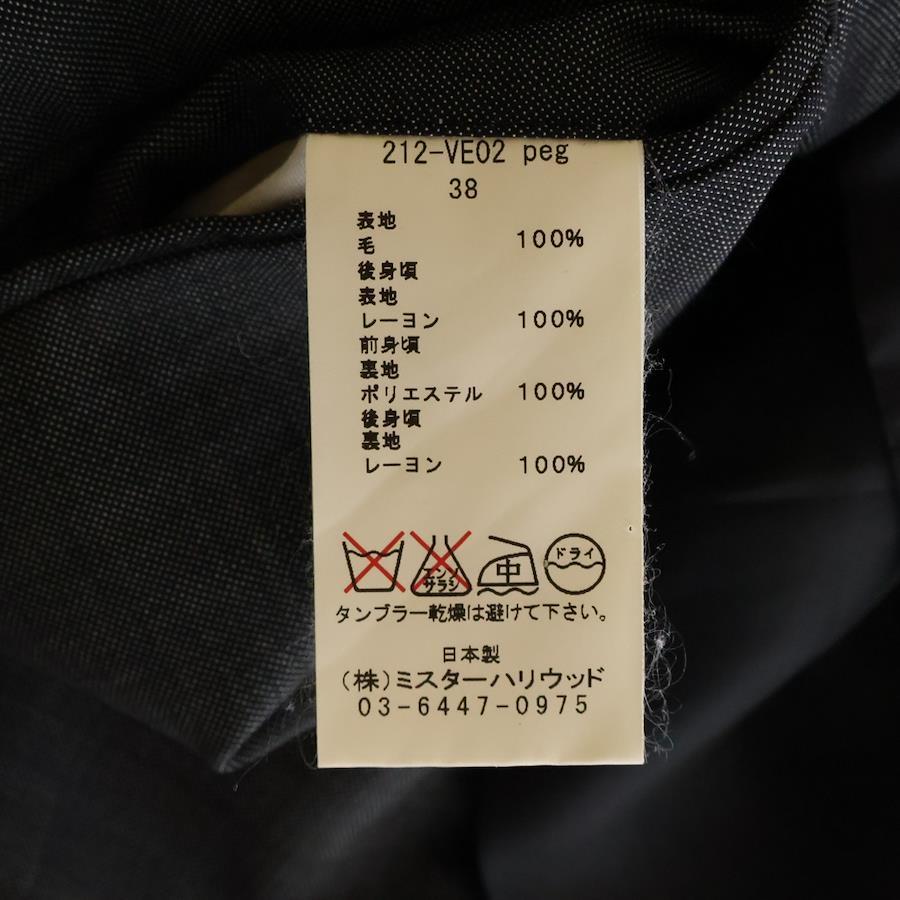 212-VE02 peg
38
表地
毛 100%
後身頃
表地
レーヨン 100%
前身頃
裏地
ポリエステル 100%
後身頃
裏地
レーヨン 100%
エンソ
サラシ
中
ドライ
タンブラー乾燥は避けて下さい。
日本製
(株)ミスターハリウッド
03-6447-0975